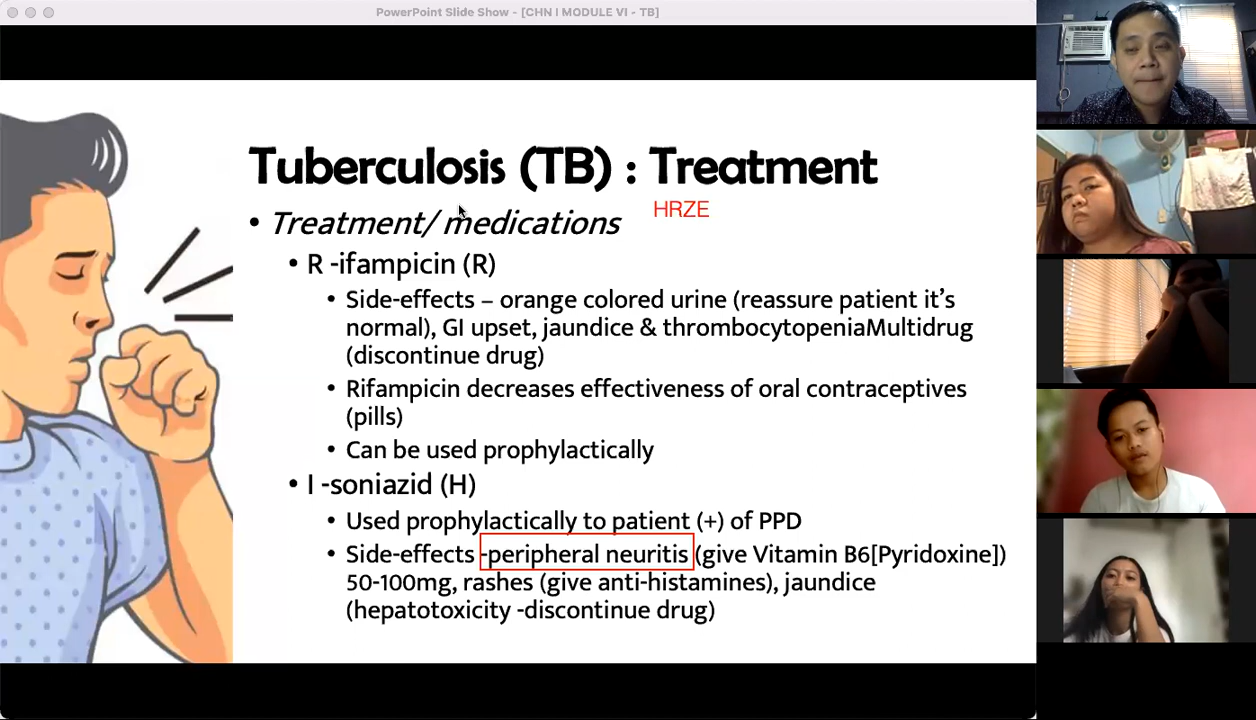 PowerPoint Slide Show - [CHN | MODULE VI - TB]
Tuberculosis (TB) : Treatment
HRZE
• Treatment/ medications
• R -ifampicin (R)
• Side-effects – orange colored urine (reassure patient it's
normal), GI upset, jaundice & thrombocytopeniaMultidrug
(discontinue drug)
• Rifampicin decreases effectiveness of oral contraceptives
(pills)
• Can be used prophylactically
• I -soniazid (H)
• Used prophylactically to patient (+) of PPD
• Side-effects -peripheral neuritis (give Vitamin B6[Pyridoxine])
50-100mg, rashes (give anti-histamines), jaundice
(hepatotoxicity -discontinue drug)